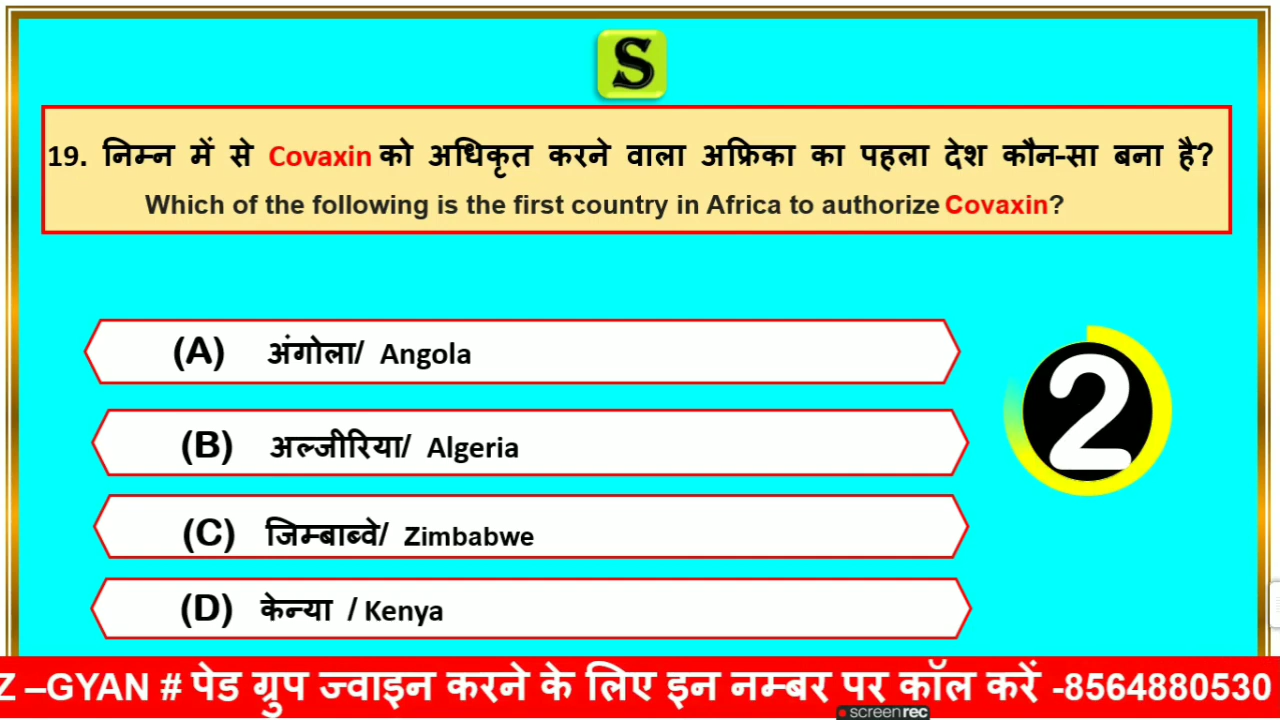 S
19. निम्न में से Covaxin को अधिकृत करने वाला अफ्रिका का पहला देश कौन-सा बना है?
Which of the following is the first country in Africa to authorize Covaxin?
(A) अंगोला/ Angola
(B) अल्जीरिया/ Algeria
2
(C) जिम्बाब्वे/ Zimbabwe
(D) केन्या / Kenya
Z –GYAN # पेड ग्रुप ज्वाइन करने के लिए इन नम्बर पर कॉल करें -8564880530
screenrec